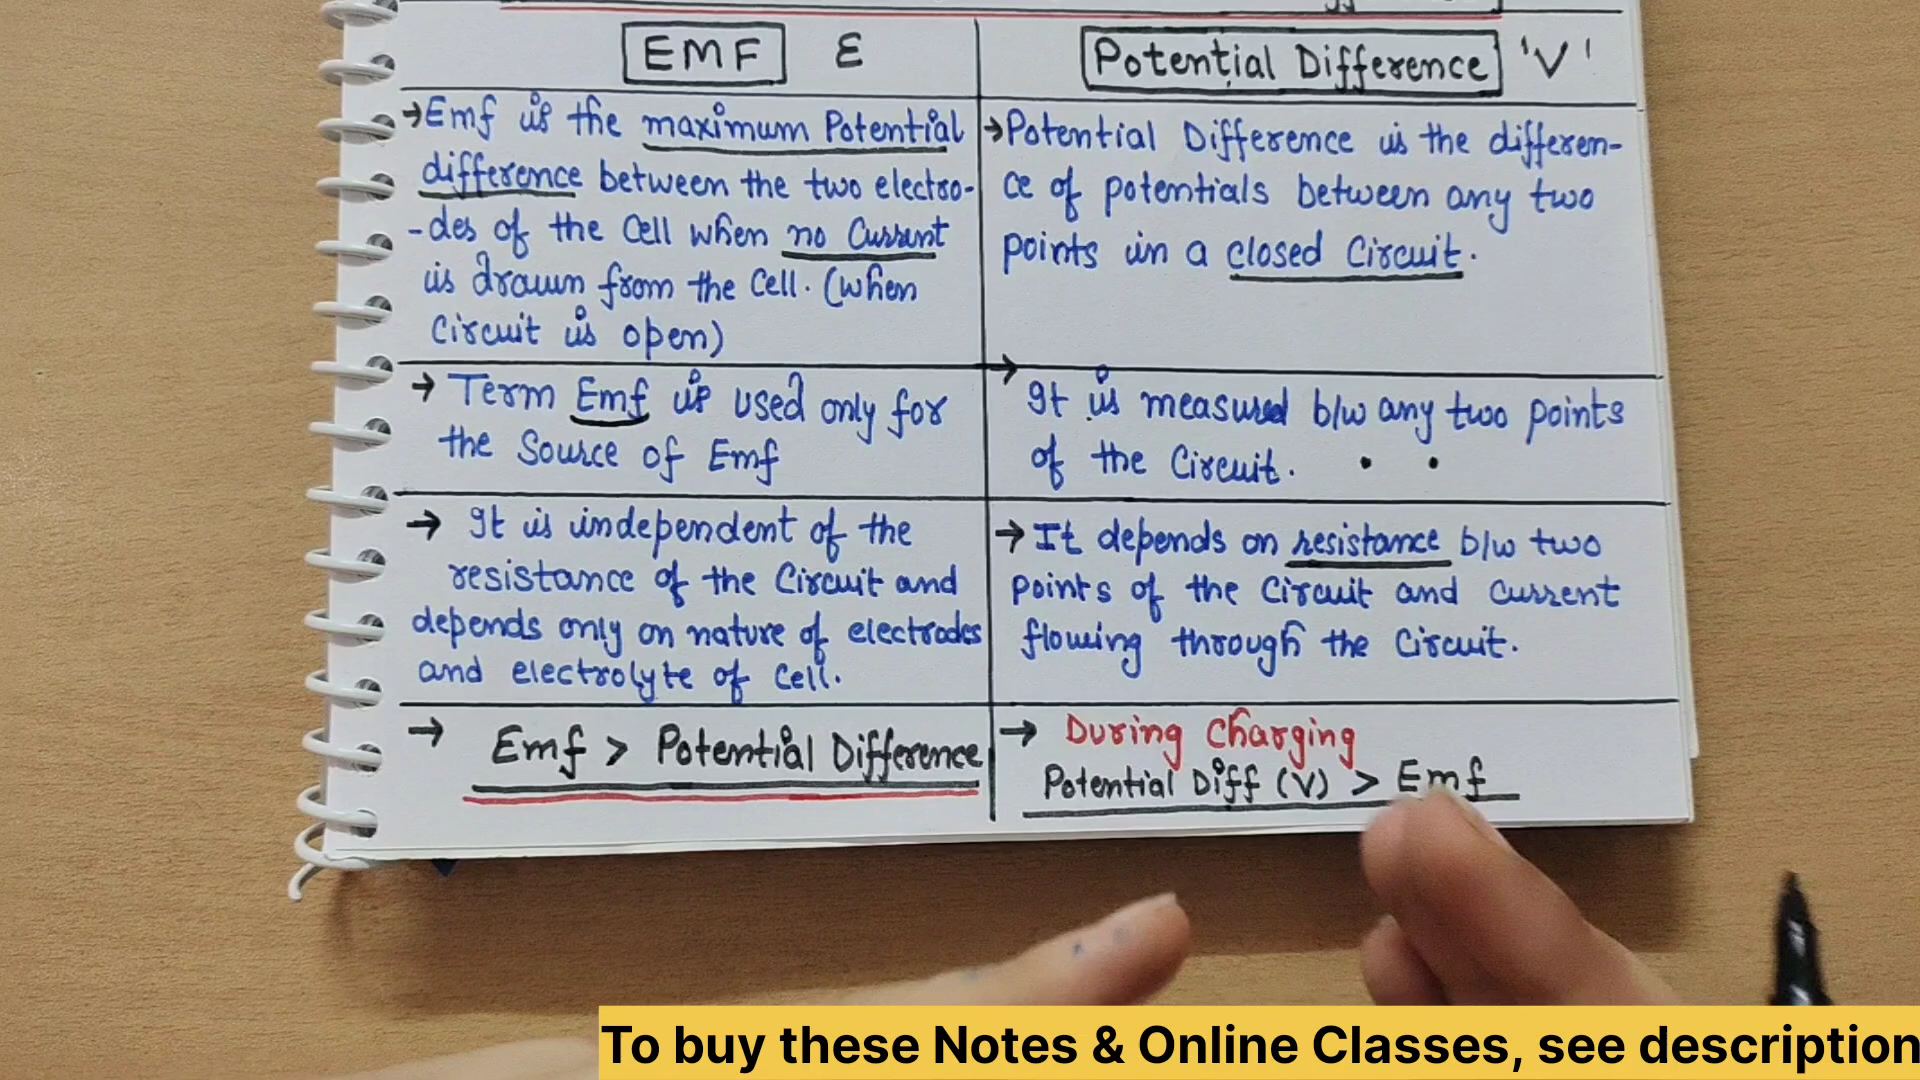 EMF ε
Potential Difference 'V'
→Emf is the maximum Potential
difference between the two electro-
-des of the Cell when no Current
is drawn from the Cell. (when
Circuit is open)
→Potential Difference is the differen-
ce of potentials between any two
points in a closed Circuit.
→ Term Emf is used only for
the Source of Emf
→ It is measured b/w any two points
of the Circuit.
→ It is independent of the
resistance of the Circuit and
depends only on nature of electrodes
and electrolyte of Cell.
→ It depends on resistance b/w two
points of the Circuit and current
flowing through the Circuit.
→ Emf > Potential Difference
→ During Charging
Potential Diff (V) > Emf
To buy these Notes & Online Classes, see description